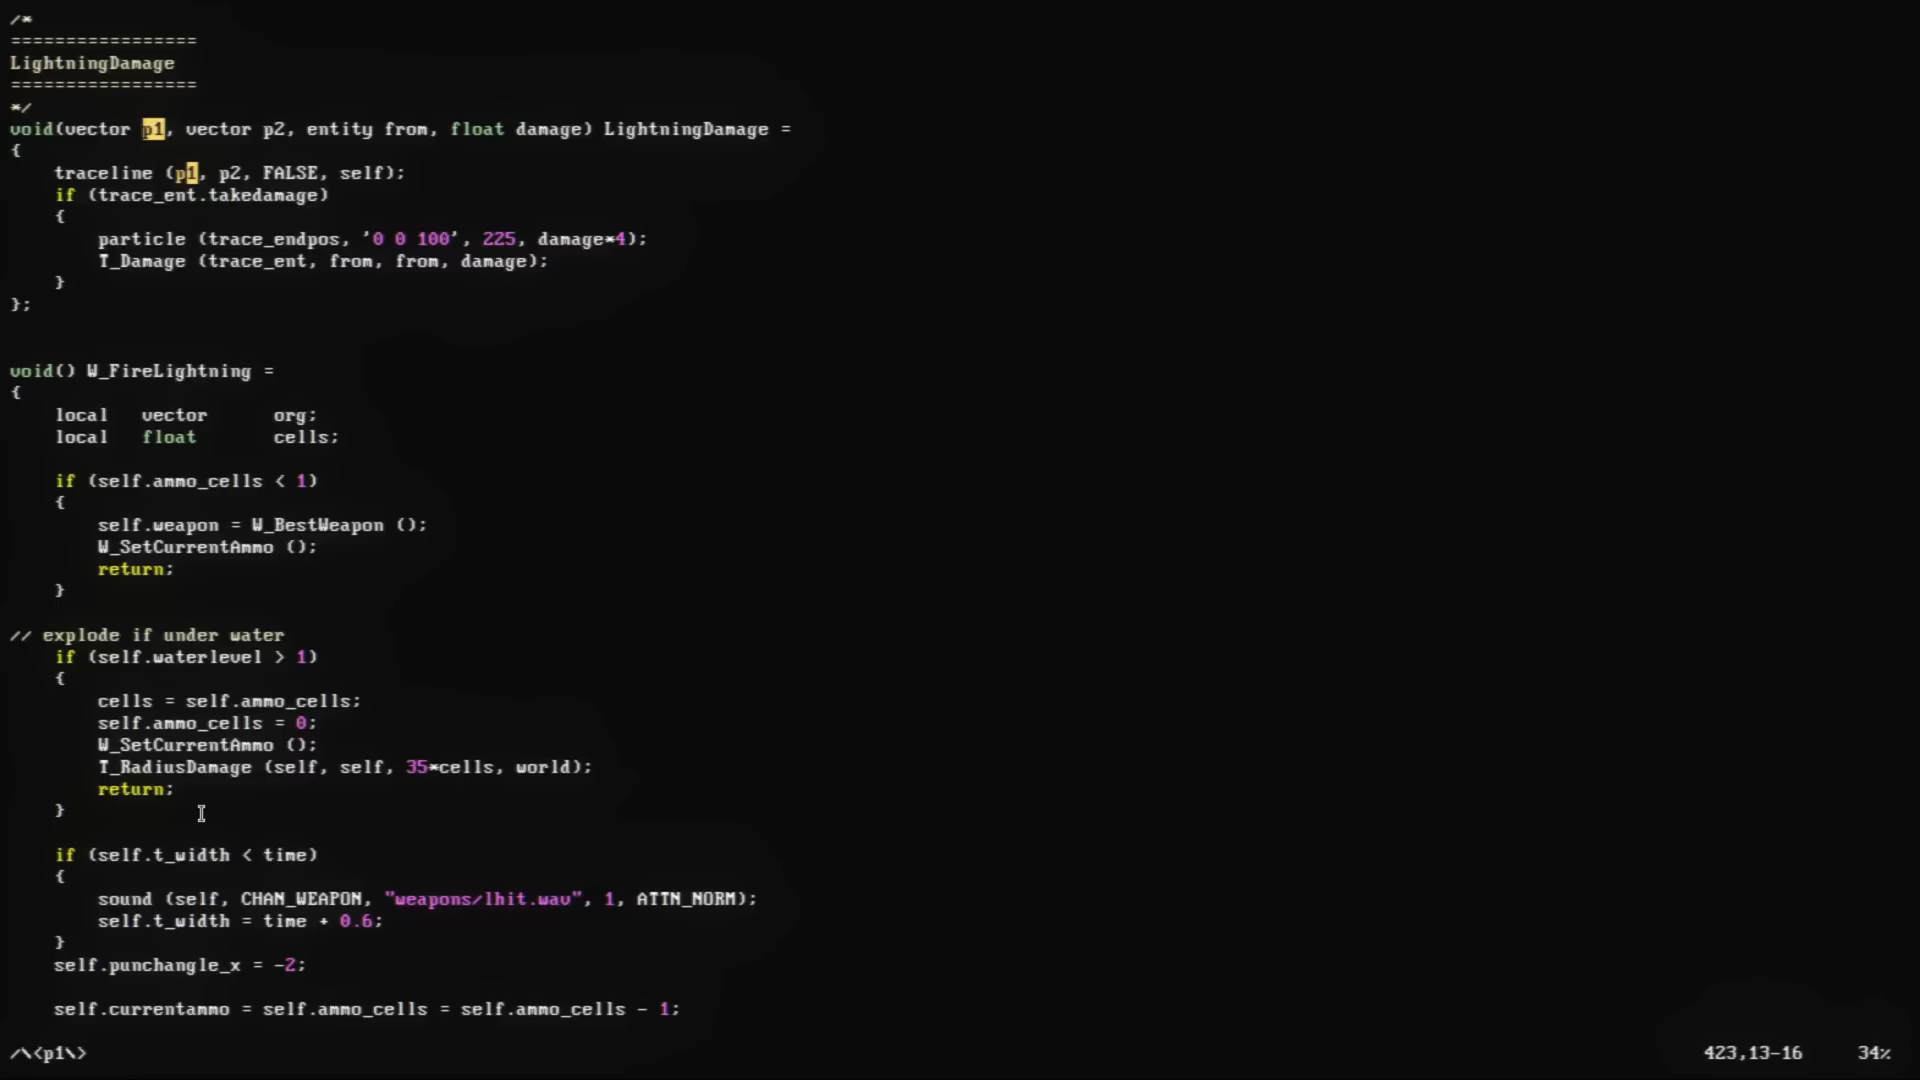 /*
=================
LightningDamage
=================
*/
void(vector p1, vector p2, entity from, float damage) LightningDamage =
{
    traceline (p1, p2, FALSE, self);
    if (trace_ent.takedamage)
    {
        particle (trace_endpos, '0 0 100', 225, damage*4);
        T_Damage (trace_ent, from, from, damage);
    }
};
void() W_FireLightning =
{
    local   vector      org;
    local   float       cells;
    if (self.ammo_cells < 1)
    {
        self.weapon = W_BestWeapon ();
        W_SetCurrentAmmo ();
        return;
    }
// explode if under water
    if (self.waterlevel > 1)
    {
        cells = self.ammo_cells;
        self.ammo_cells = 0;
        W_SetCurrentAmmo ();
        T_RadiusDamage (self, self, 35*cells, world);
        return;
    }
    if (self.t_width < time)
    {
        sound (self, CHAN_WEAPON, "weapons/lhit.wav", 1, ATTN_NORM);
        self.t_width = time + 0.6;
    }
    self.punchangle_x = -2;
    self.currentammo = self.ammo_cells = self.ammo_cells - 1;
/\<p1\> 423,13-16 34%